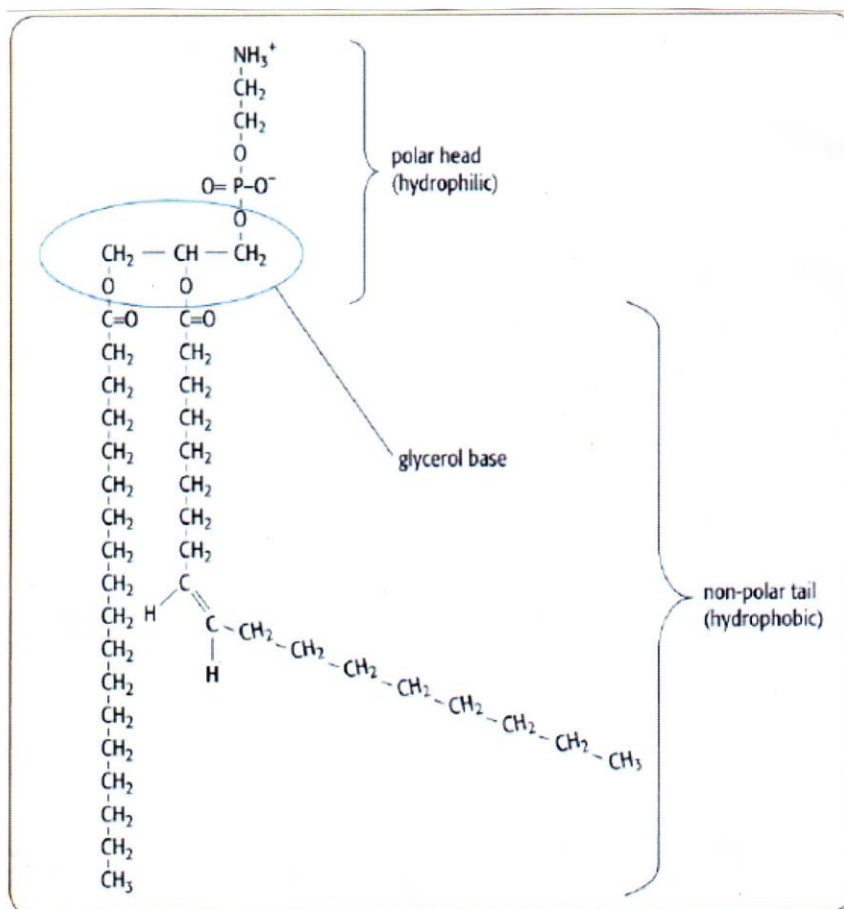 NH₃⁺
CH₂
CH₂
O
O=P–O⁻
O
polar head
(hydrophilic)
CH₂ — CH — CH₂
O O
C=O C=O
CH₂ CH₂
CH₂ CH₂
CH₂ CH₂
CH₂ CH₂
CH₂ CH₂
CH₂ CH₂
CH₂ CH₂
glycerol base
CH₂ C
CH₂ H C–CH₂–CH₂–CH₂–CH₂–CH₂–CH₂–CH₂–CH₃
H
CH₂
CH₂
CH₂
CH₂
CH₂
CH₂
CH₂
CH₃
non-polar tail
(hydrophobic)